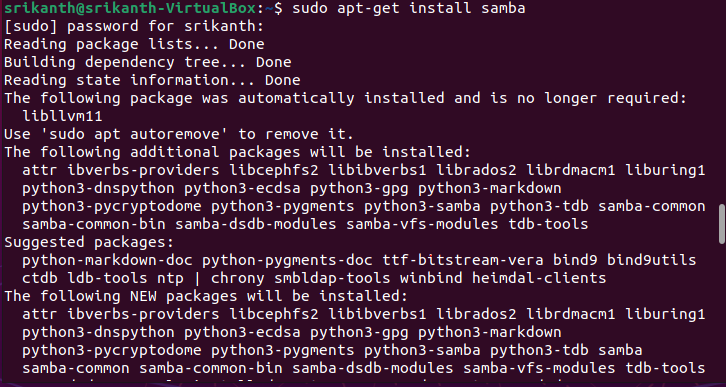 srikanth@srikanth-VirtualBox:~$ sudo apt-get install samba
[sudo] password for srikanth:
Reading package lists... Done
Building dependency tree... Done
Reading state information... Done
The following package was automatically installed and is no longer required:
  libllvm11
Use 'sudo apt autoremove' to remove it.
The following additional packages will be installed:
  attr ibverbs-providers libcephfs2 libibverbs1 librados2 librdmacm1 liburing1
  python3-dnspython python3-ecdsa python3-gpg python3-markdown
  python3-pycryptodome python3-pygments python3-samba python3-tdb samba-common
  samba-common-bin samba-dsdb-modules samba-vfs-modules tdb-tools
Suggested packages:
  python-markdown-doc python-pygments-doc ttf-bitstream-vera bind9 bind9utils
  ctdb ldb-tools ntp | chrony smbldap-tools winbind heimdal-clients
The following NEW packages will be installed:
  attr ibverbs-providers libcephfs2 libibverbs1 librados2 librdmacm1 liburing1
  python3-dnspython python3-ecdsa python3-gpg python3-markdown
  python3-pycryptodome python3-pygments python3-samba python3-tdb samba
  samba-common samba-common-bin samba-dsdb-modules samba-vfs-modules tdb-tools